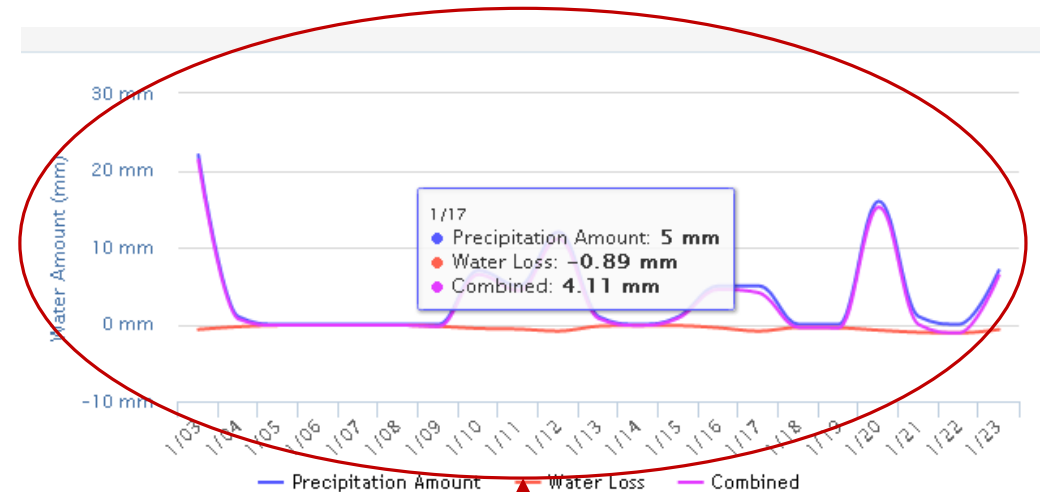 30 mm
20 mm
10 mm
0 mm
-10 mm
Water Amount (mm)
1/17
Precipitation Amount: 5 mm
Water Loss: -0.89 mm
Combined: 4.11 mm
1/03 1/04 1/05 1/06 1/07 1/08 1/09 1/10 1/11 1/12 1/13 1/14 1/15 1/16 1/17 1/18 1/19 1/20 1/21 1/22 1/23
Precipitation Amount Water Loss Combined